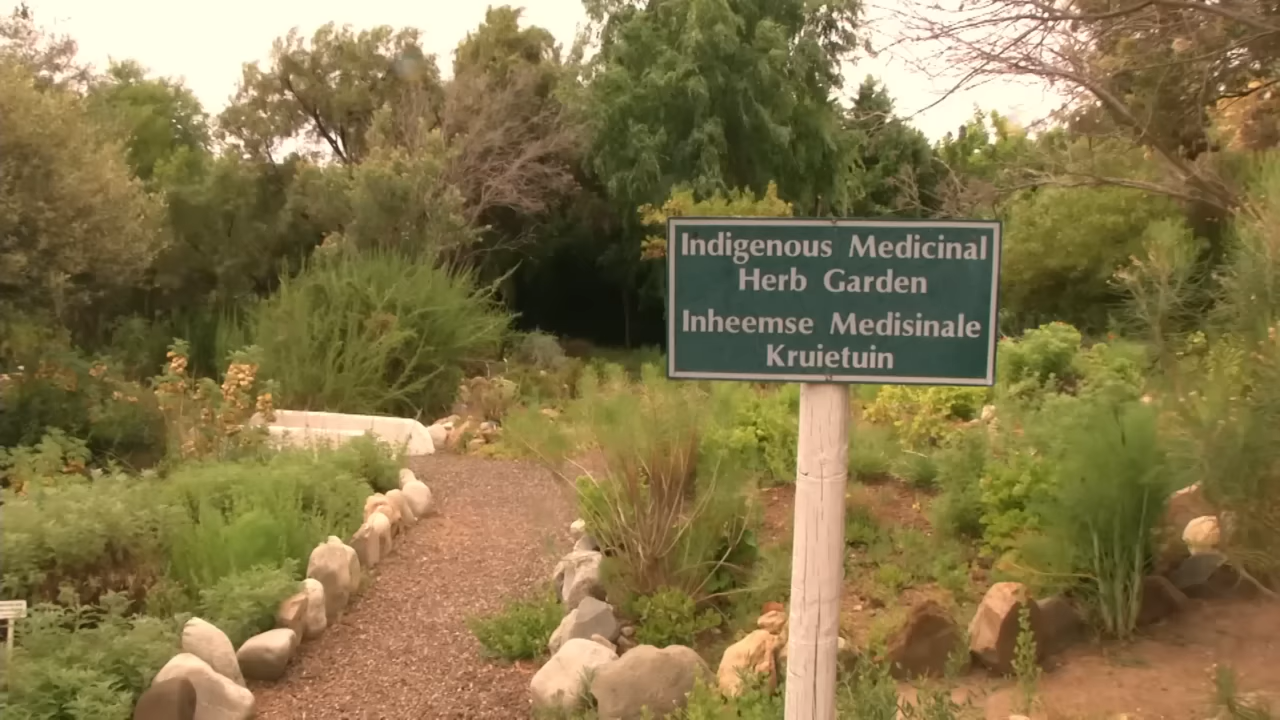 Indigenous Medicinal
Herb Garden
Inheemse Medisinale
Kruietuin